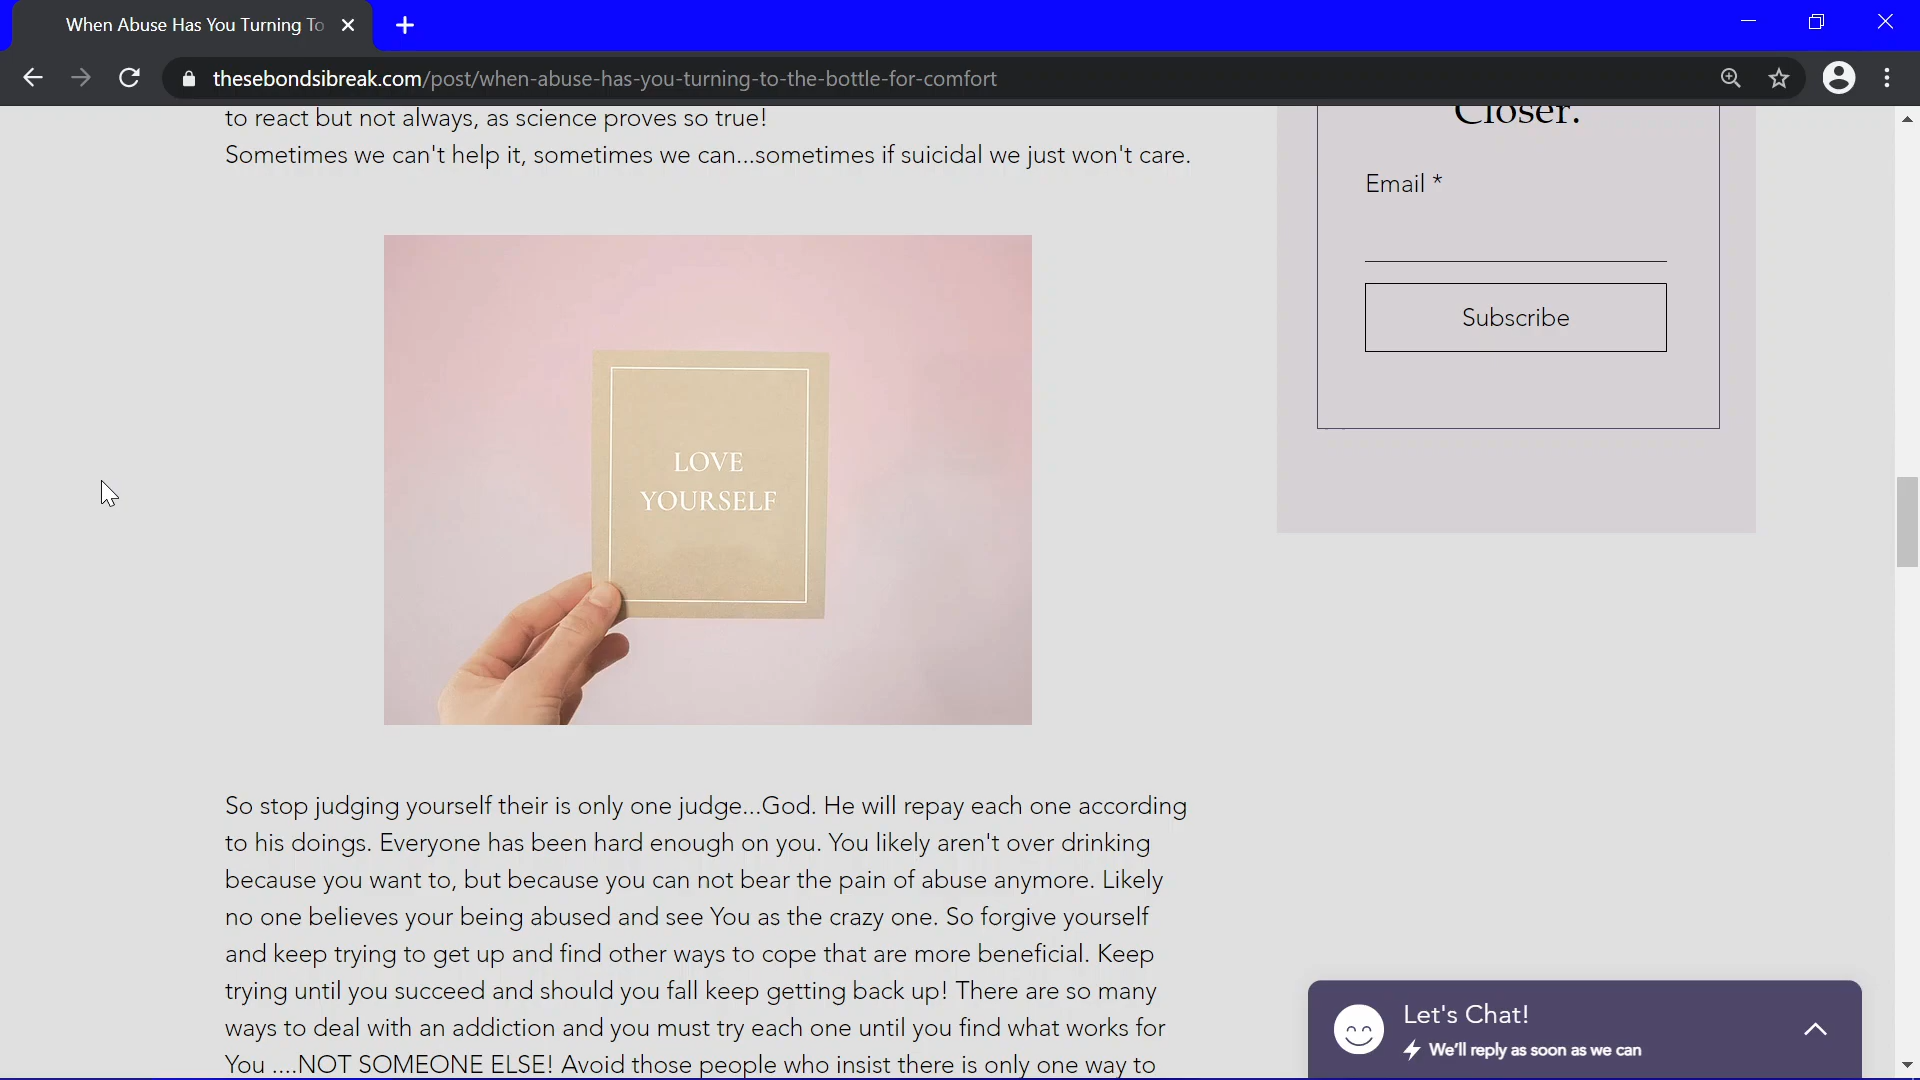 When Abuse Has You Turning To
thesebondsibreak.com/post/when-abuse-has-you-turning-to-the-bottle-for-comfort
to react but not always, as science proves so true!
Sometimes we can't help it, sometimes we can...sometimes if suicidal we just won't care.
LOVE
YOURSELF
So stop judging yourself their is only one judge...God. He will repay each one according
to his doings. Everyone has been hard enough on you. You likely aren't over drinking
because you want to, but because you can not bear the pain of abuse anymore. Likely
no one believes your being abused and see You as the crazy one. So forgive yourself
and keep trying to get up and find other ways to cope that are more beneficial. Keep
trying until you succeed and should you fall keep getting back up! There are so many
ways to deal with an addiction and you must try each one until you find what works for
You ....NOT SOMEONE ELSE! Avoid those people who insist there is only one way to
Closer.
Email *
Subscribe
Let's Chat!
We'll reply as soon as we can